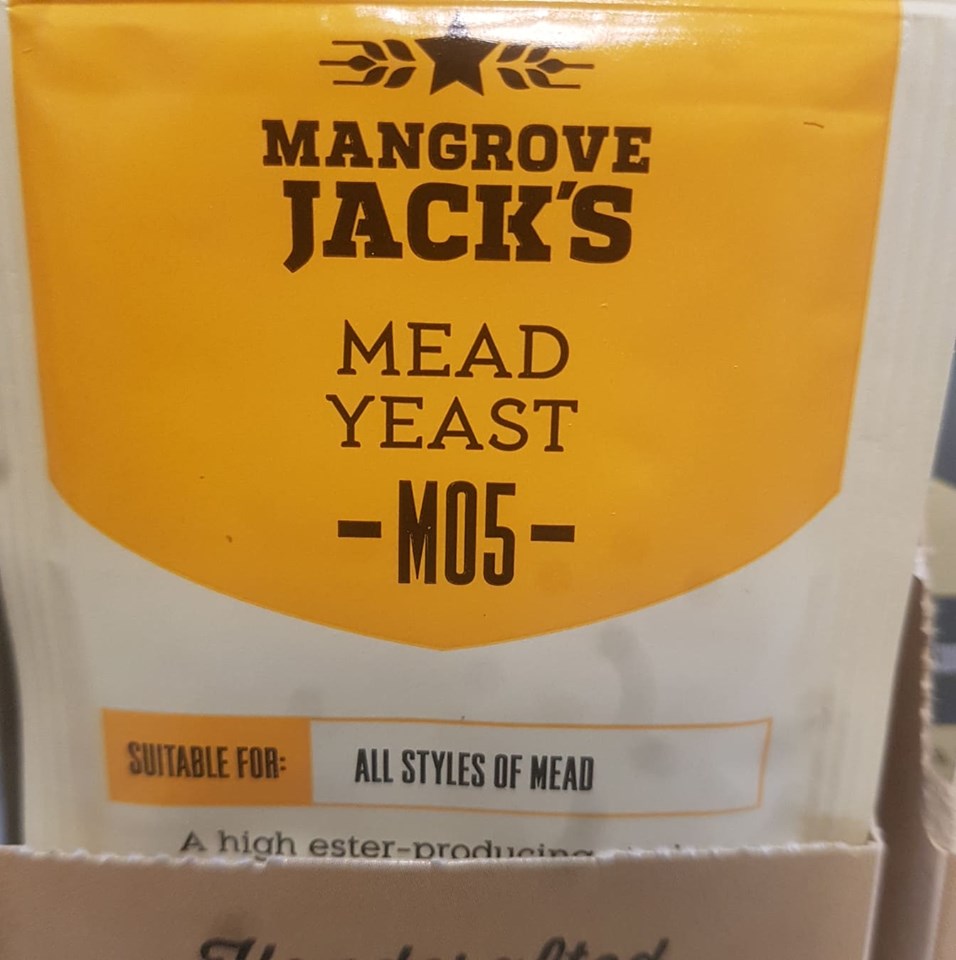 MANGROVE
JACK'S
MEAD
YEAST
-M05-
SUITABLE FOR: ALL STYLES OF MEAD
A high ester-producing